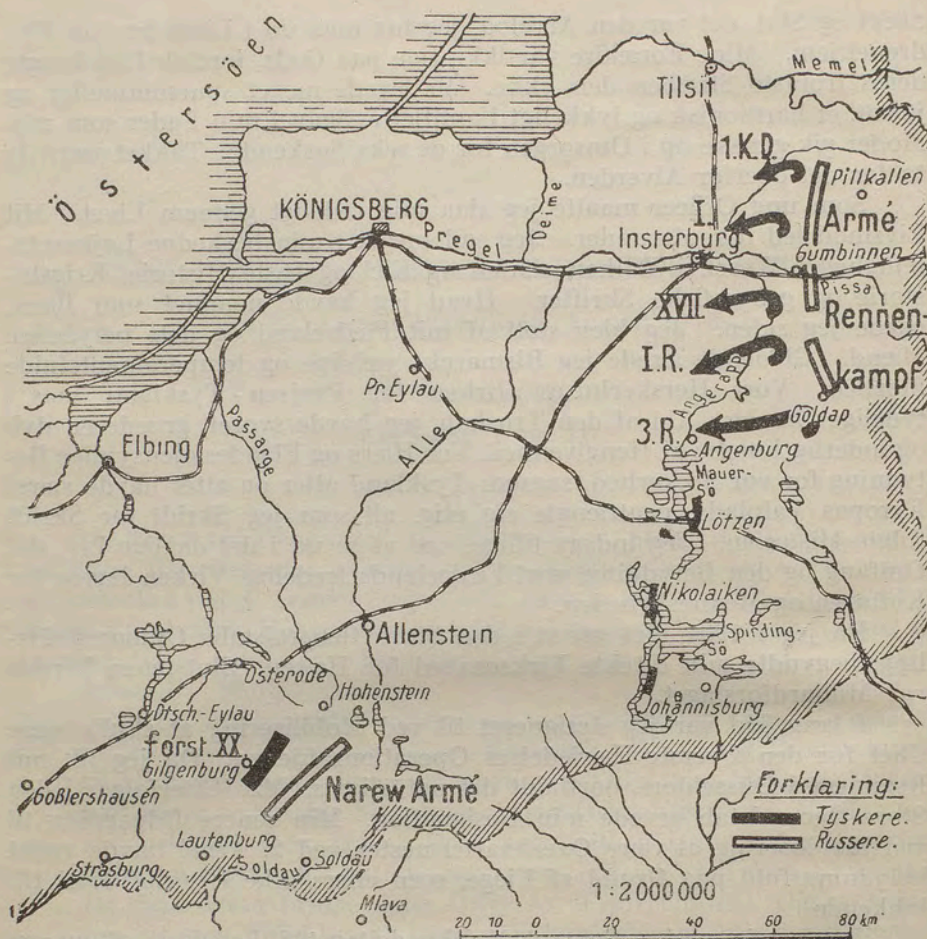 Östersöen
Memel
Tilsit
1.K.D.
Pillkallen
Armé
KÖNIGSBERG
Deime
I.
Pregel
Insterburg
Gumbinnen
Pissa
XVII
Rennen-
1.R.
kampf
Pr.Eylau
Angerapp
Passarge
Goldap
Elbing
Alle
3.R.
Angerburg
Mauer-
Sö
Lötzen
Nikolaiken
Allenstein
Spirding-
Sö
Osterode
Hohenstein
Johannisburg
Dtsch.-Eylau
forst. XX
Gilgenburg
Goßlershausen
Narew Armé
Forklaring:
Tyskere.
Russere.
Lautenburg
Strasburg
Soldau
Soldau
1:2000000
Mlava
20 10 0 20 40 60 80 km